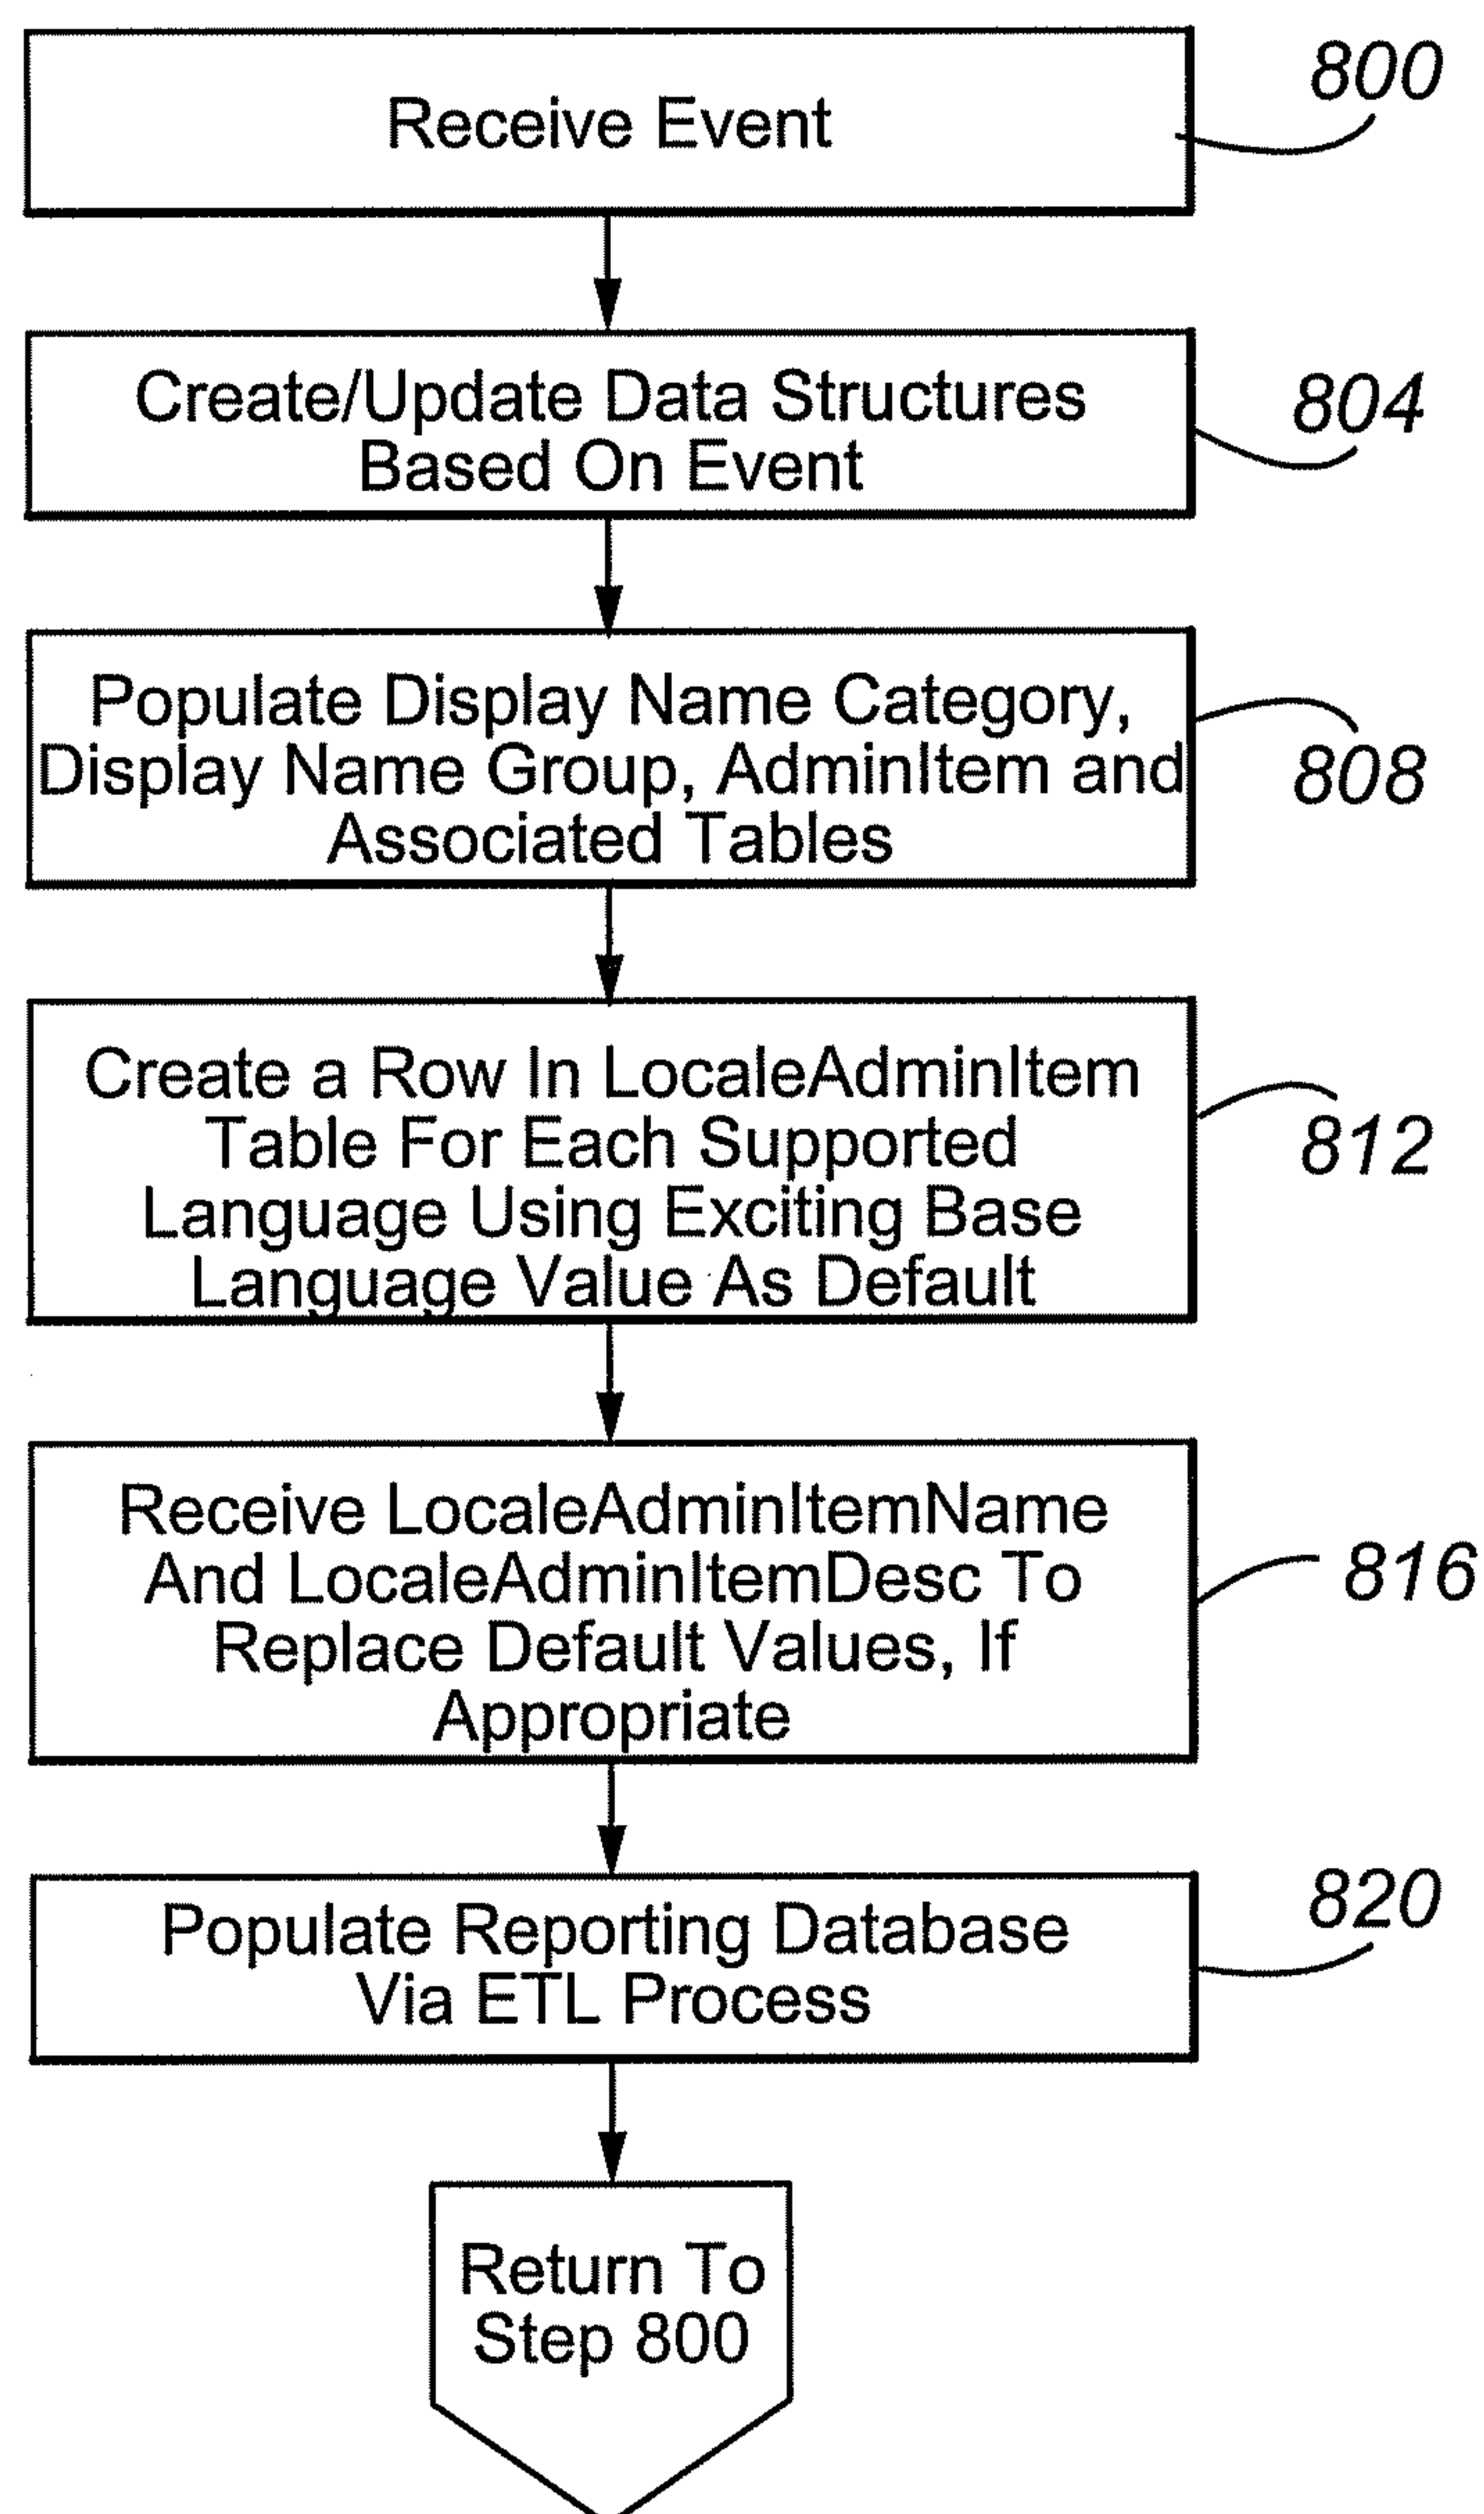 Receive Event
800
Create/Update Data Structures
Based On Event
804
Populate Display Name Category,
Display Name Group, AdminItem and
Associated Tables
808
Create a Row In LocaleAdminItem
Table For Each Supported
Language Using Exciting Base
Language Value As Default
812
Receive LocaleAdminItemName
And LocaleAdminItemDesc To
Replace Default Values, If
Appropriate
816
Populate Reporting Database
Via ETL Process
820
Return To
Step 800